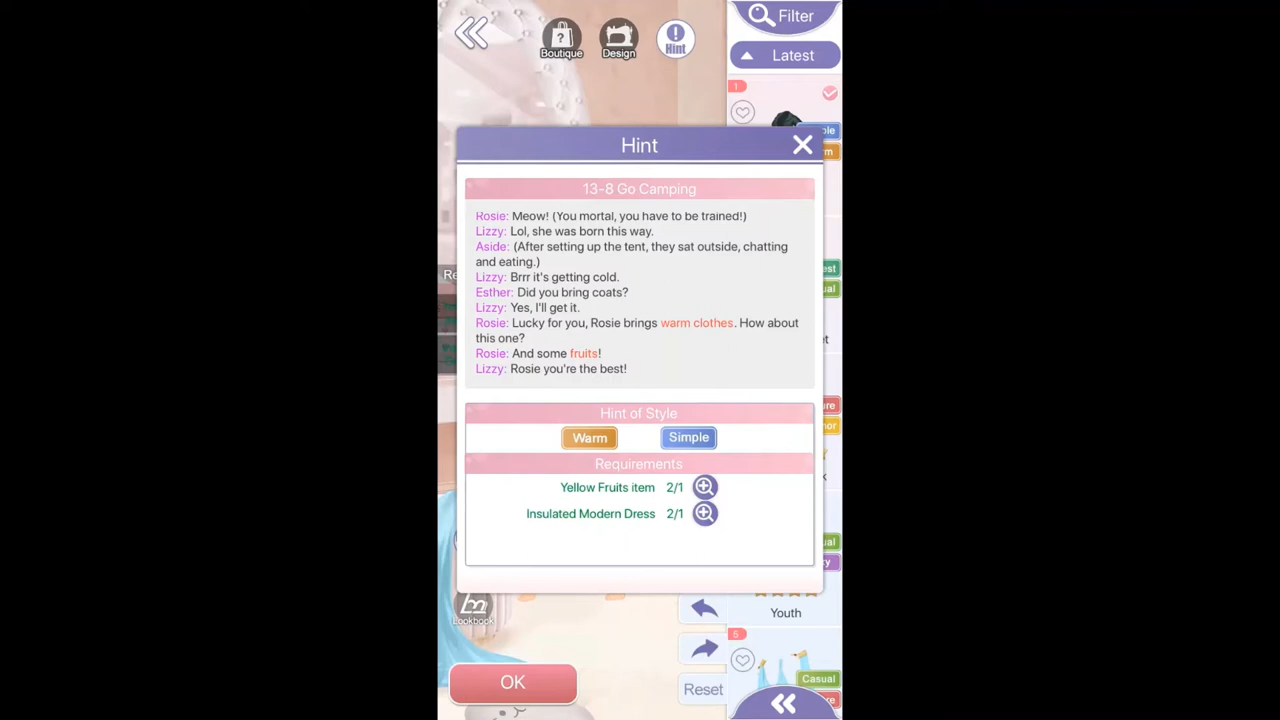 Boutique
Design
Hint
Filter
Latest
1
Hint
13-8 Go Camping
Rosie: Meow! (You mortal, you have to be trained!)
Lizzy: Lol, she was born this way.
Aside: (After setting up the tent, they sat outside, chatting
and eating.)
Lizzy: Brrr it's getting cold.
Esther: Did you bring coats?
Lizzy: Yes, I'll get it.
Rosie: Lucky for you, Rosie brings warm clothes. How about
this one?
Rosie: And some fruits!
Lizzy: Rosie you're the best!
Hint of Style
Warm Simple
Requirements
Yellow Fruits item 2/1
Insulated Modern Dress 2/1
Lookbook
Youth
5
OK
Reset
Casual